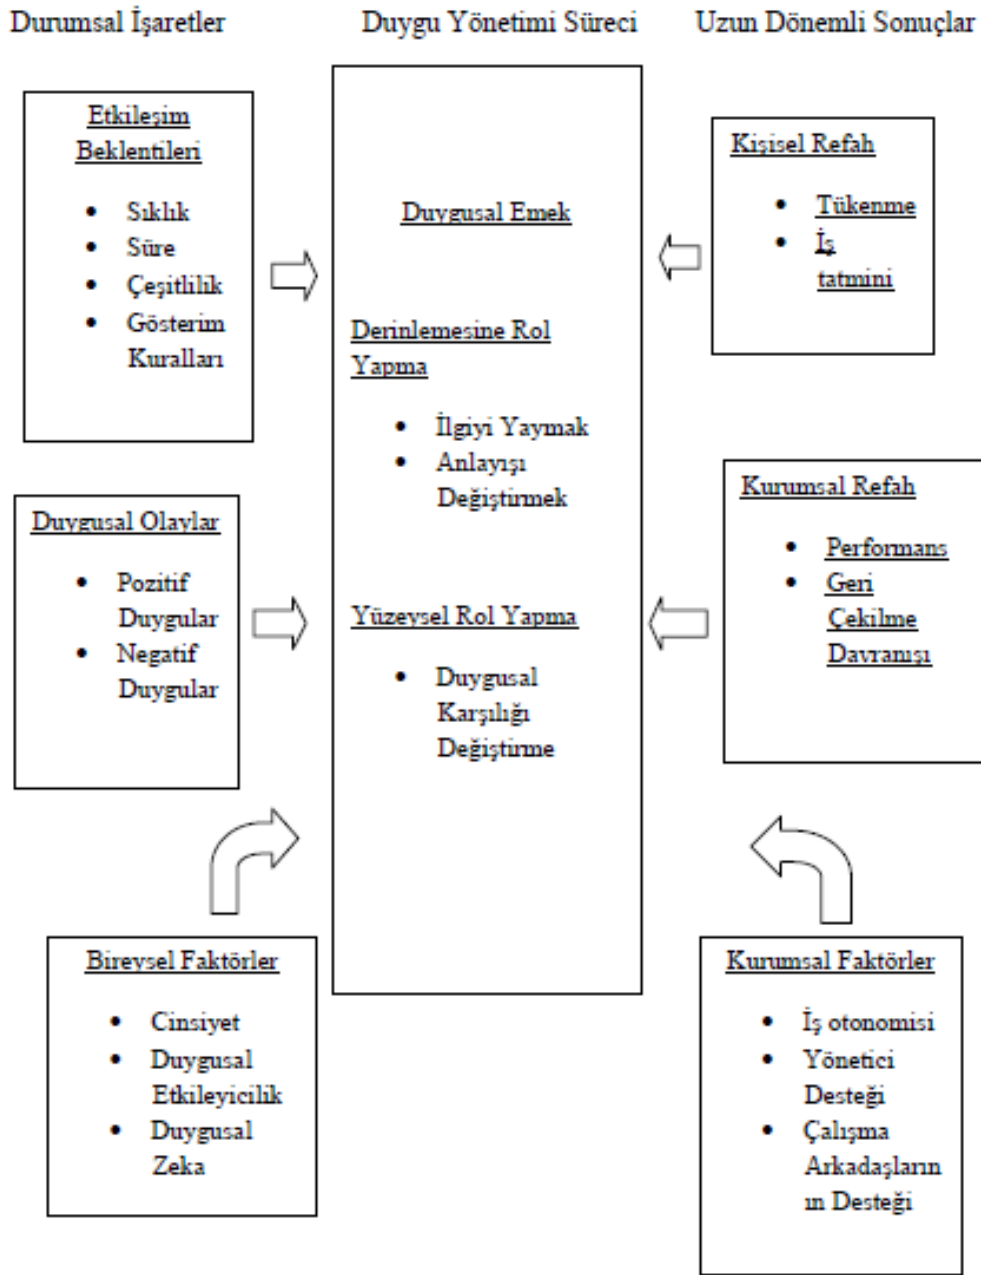 Durumsal İşaretler
Duygu Yönetimi Süreci
Uzun Dönemli Sonuçlar
Etkileşim
Beklentileri
• Sıklık
• Süre
• Çeşitlilik
• Gösterim
Kuralları
Duygusal Olaylar
• Pozitif
Duygular
• Negatif
Duygular
Bireysel Faktörler
• Cinsiyet
• Duygusal
Etkileyicilik
• Duygusal
Zeka
Duygusal Emek
Derinlemesine Rol
Yapma
• İlgiyi Yaymak
• Anlayışı
Değiştirmek
Yüzeysel Rol Yapma
• Duygusal
Karşılığı
Değiştirme
Kişisel Refah
• Tükenme
• İş
tatmini
Kurumsal Refah
• Performans
• Geri
Çekilme
Davranışı
Kurumsal Faktörler
• İş otonomisi
• Yönetici
Desteği
• Çalışma
Arkadaşların
ın Desteği